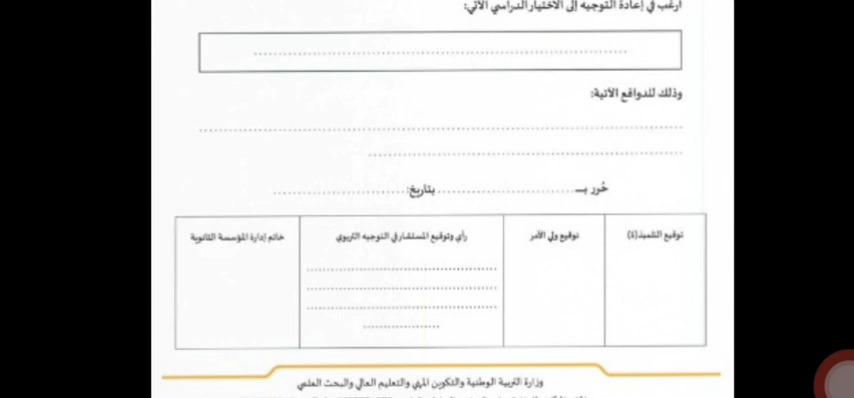 أرغب في إعادة التوجيه إلى الاختيار الدراسي الآتي:
وذلك للدوافع الآتية:
حُرر بـ بتاريخ:
توقيع التلميذ(ة) توقيع ولي الأمر رأي وتوقيع المستشار في التوجيه التربوي خاتم إدارة المؤسسة الثانوية
وزارة التربية الوطنية والتكوين المهني والتعليم العالي والبحث العلمي